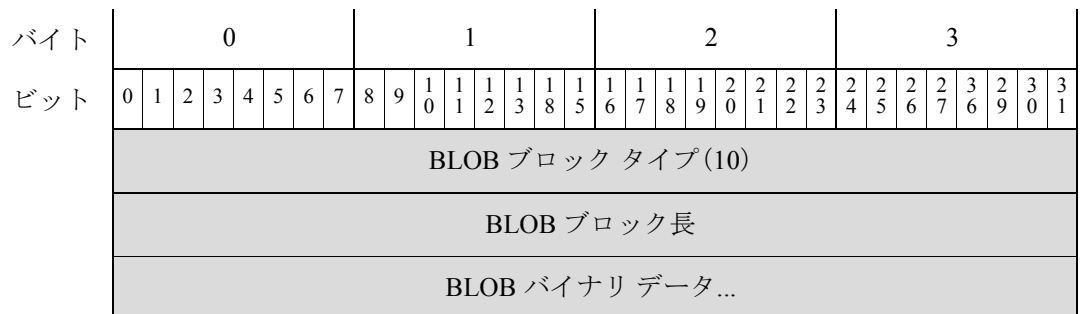 バイト 0 1 2 3
ビット 0 1 2 3 4 5 6 7 8 9 10 11 12 13 18 15 16 17 18 19 20 21 22 23 24 25 26 27 36 29 30 31
BLOB ブロック タイプ(10)
BLOB ブロック長
BLOB バイナリ データ...